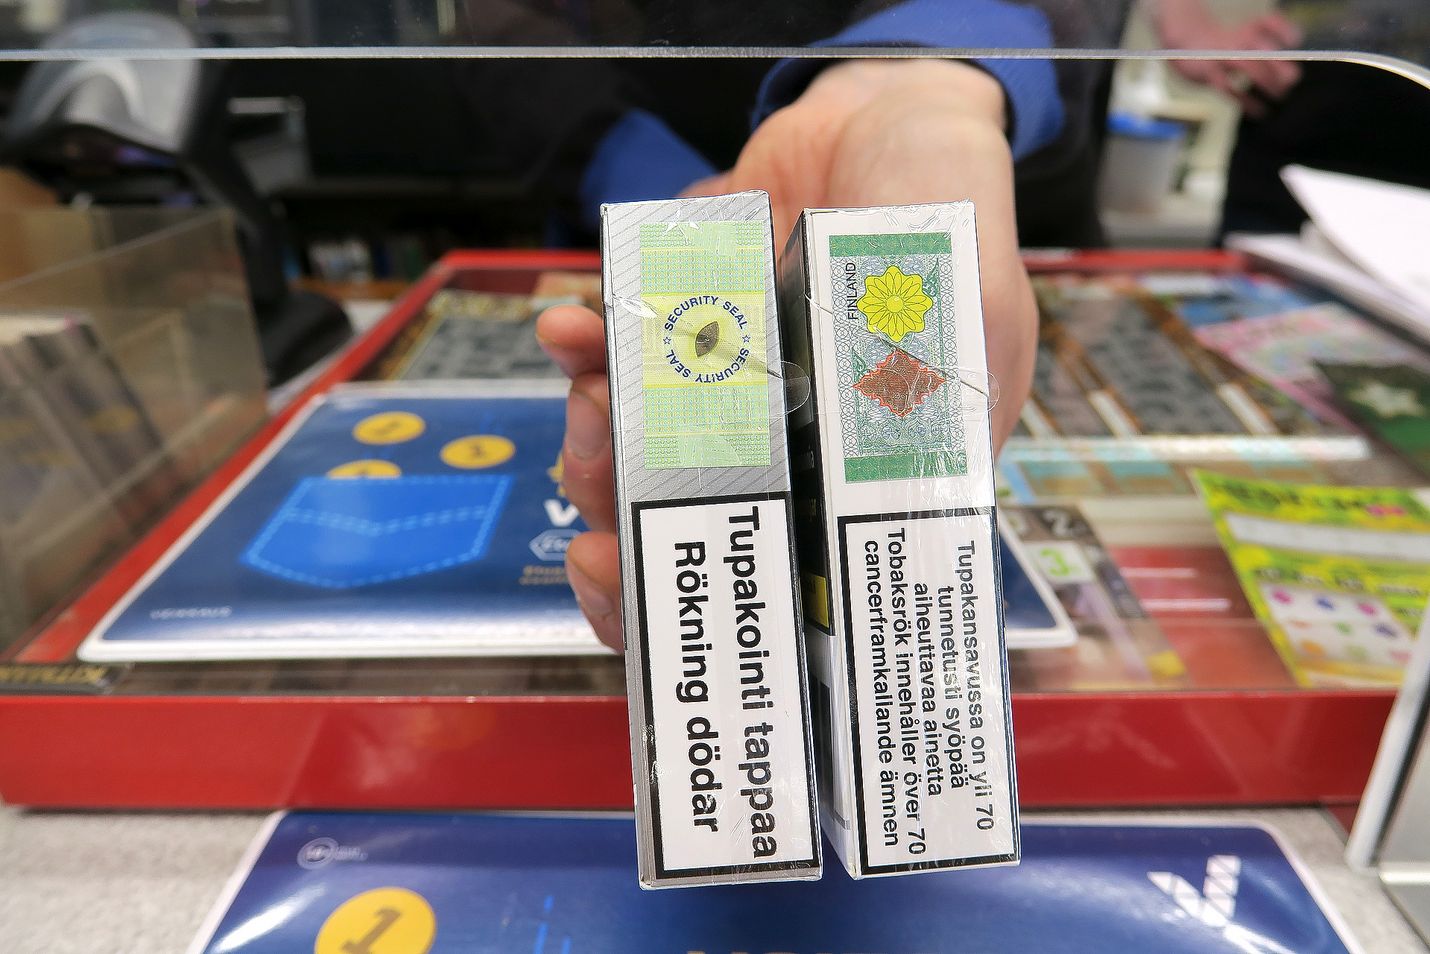 SECURITY SEAL
SECURITY SEAL
Tupakointi tappaa
Rökning dödar
FINLAND
Tupakansavussa on yli 70
tunnetusti syöpää
aiheuttavaa ainetta
Tobaksrök innehåller över 70
cancerframkallande ämnen
1